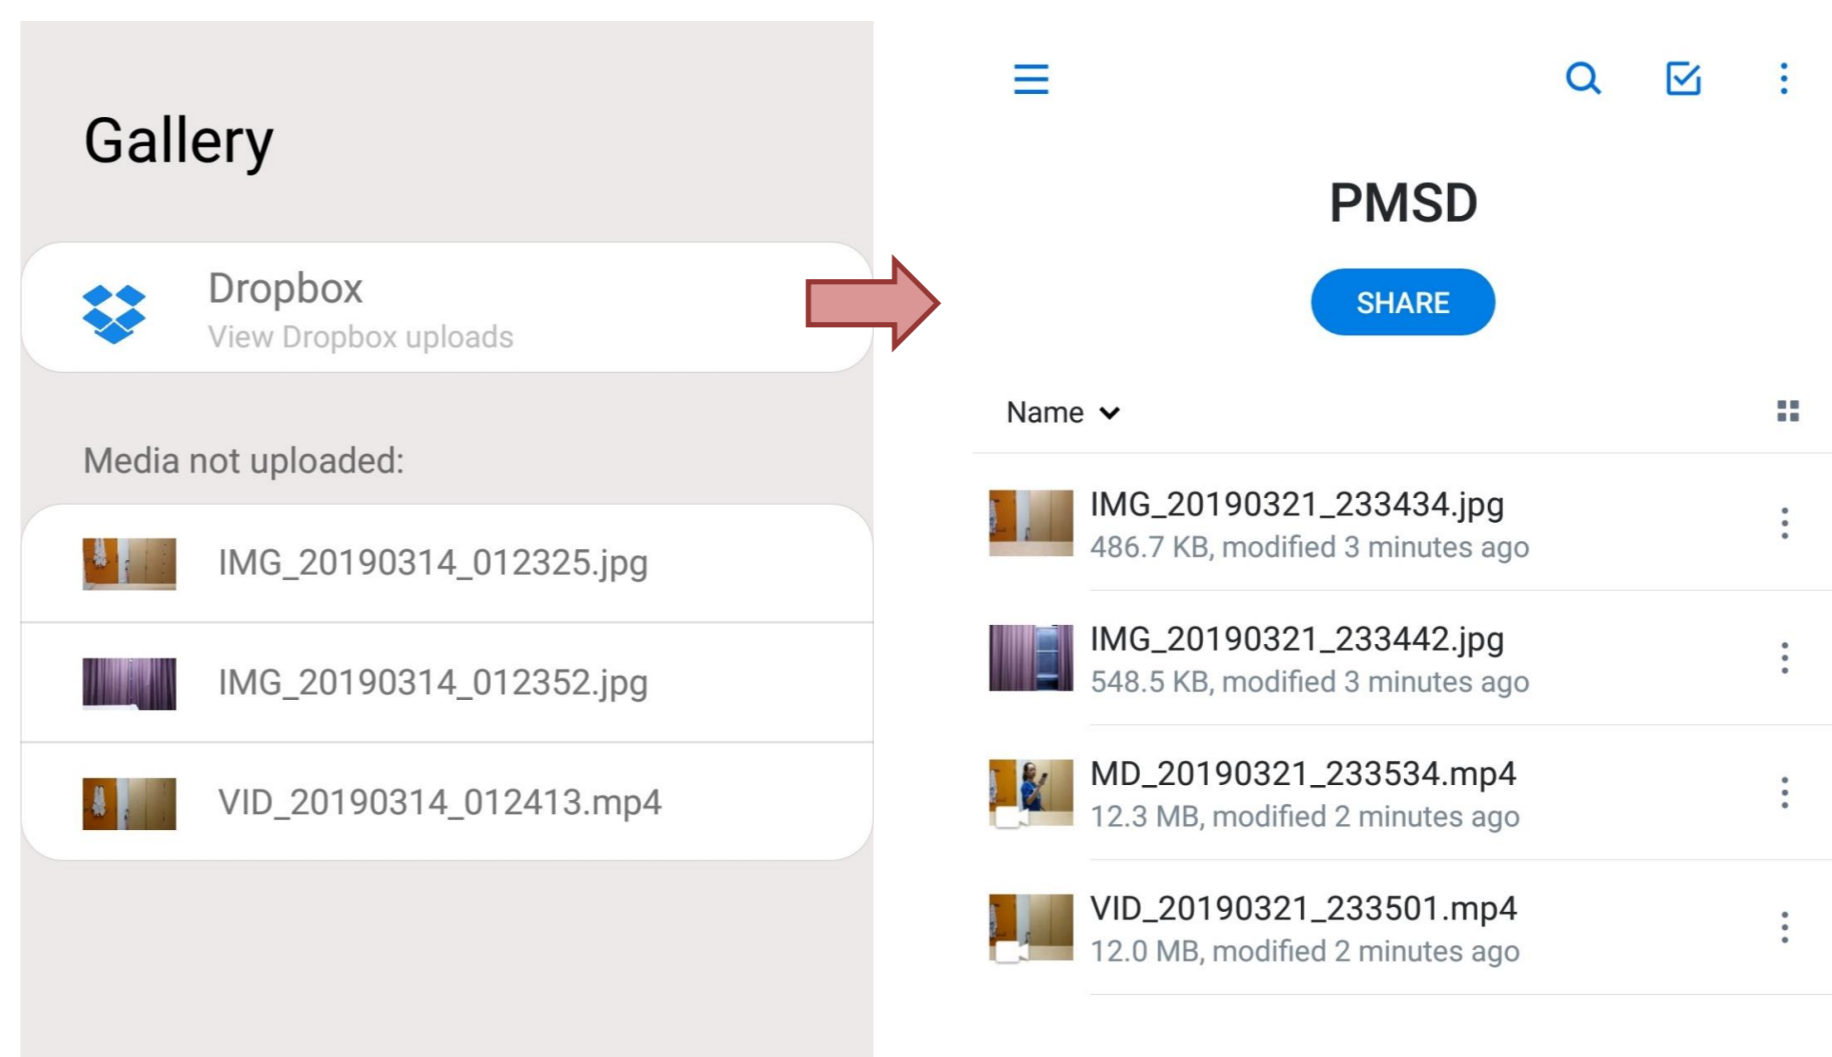 Gallery
Dropbox
View Dropbox uploads
Media not uploaded:
IMG_20190314_012325.jpg
IMG_20190314_012352.jpg
VID_20190314_012413.mp4
PMSD
SHARE
Name
IMG_20190321_233434.jpg
486.7 KB, modified 3 minutes ago
IMG_20190321_233442.jpg
548.5 KB, modified 3 minutes ago
MD_20190321_233534.mp4
12.3 MB, modified 2 minutes ago
VID_20190321_233501.mp4
12.0 MB, modified 2 minutes ago